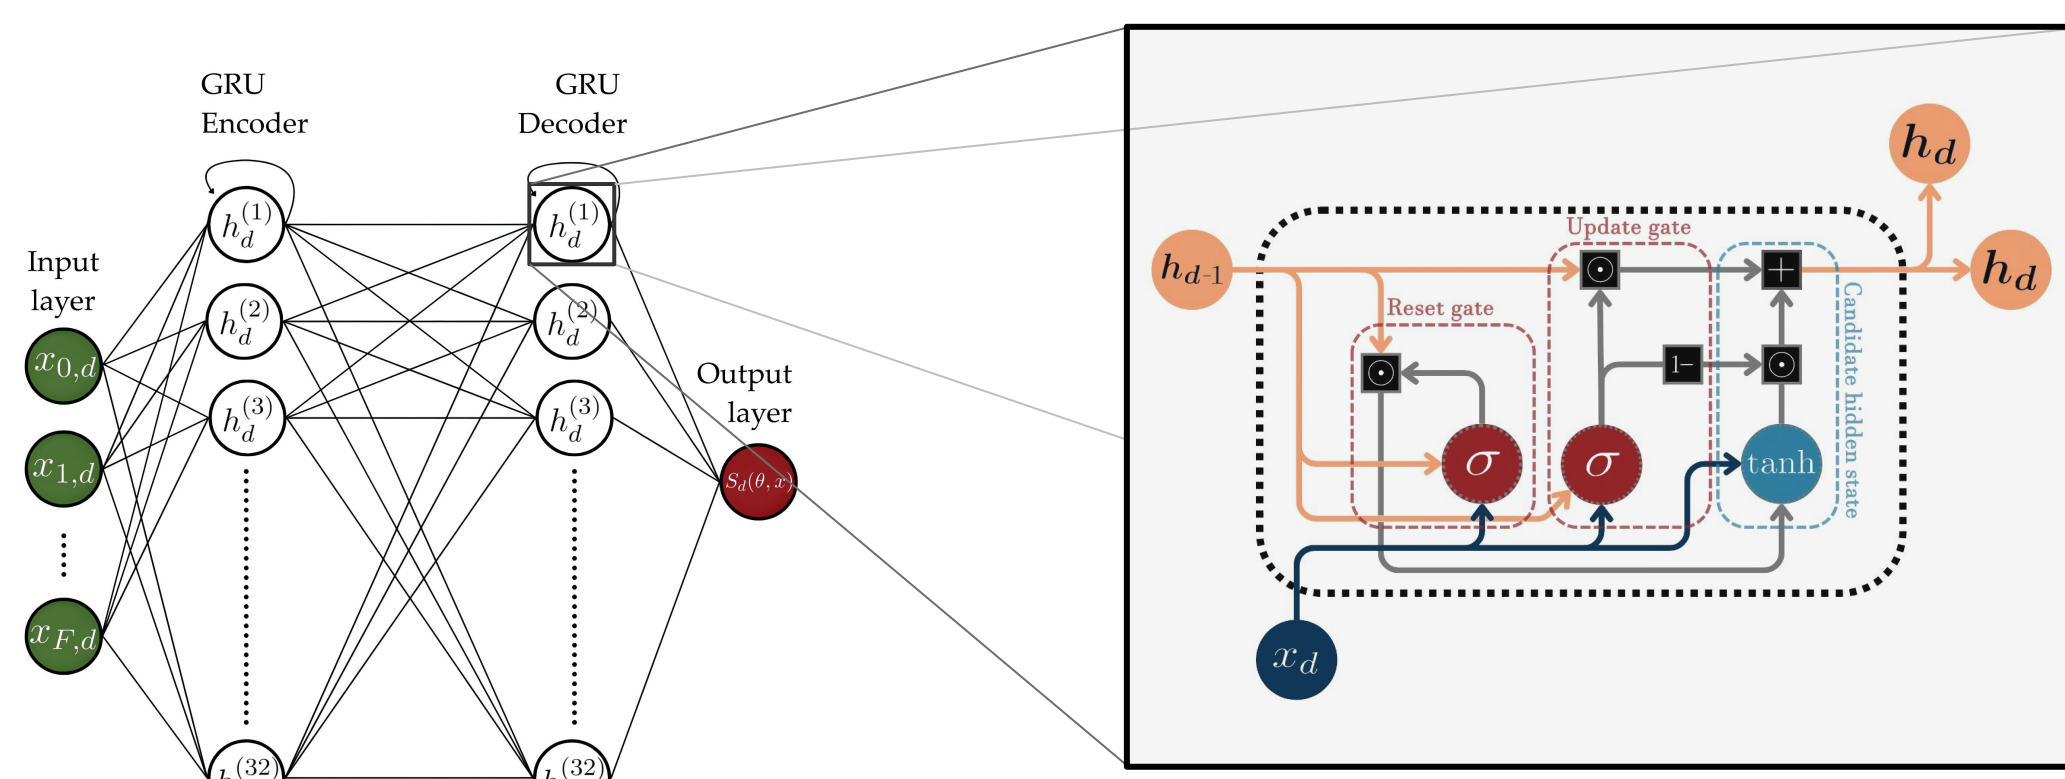 GRU
Encoder
GRU
Decoder
Input
layer
Output
layer
x_{0,d}
x_{1,d}
x_{F,d}
h_d^{(1)}
h_d^{(2)}
h_d^{(3)}
h^{(32)}
h_d^{(1)}
h_d^{(2)}
h_d^{(3)}
h^{(32)}
S_d(θ, x)
h_{d-1}
Reset gate
Update gate
Candidate hidden state
⊙
σ
⊙
σ
1−
+
⊙
tanh
h_d
h_d
x_d